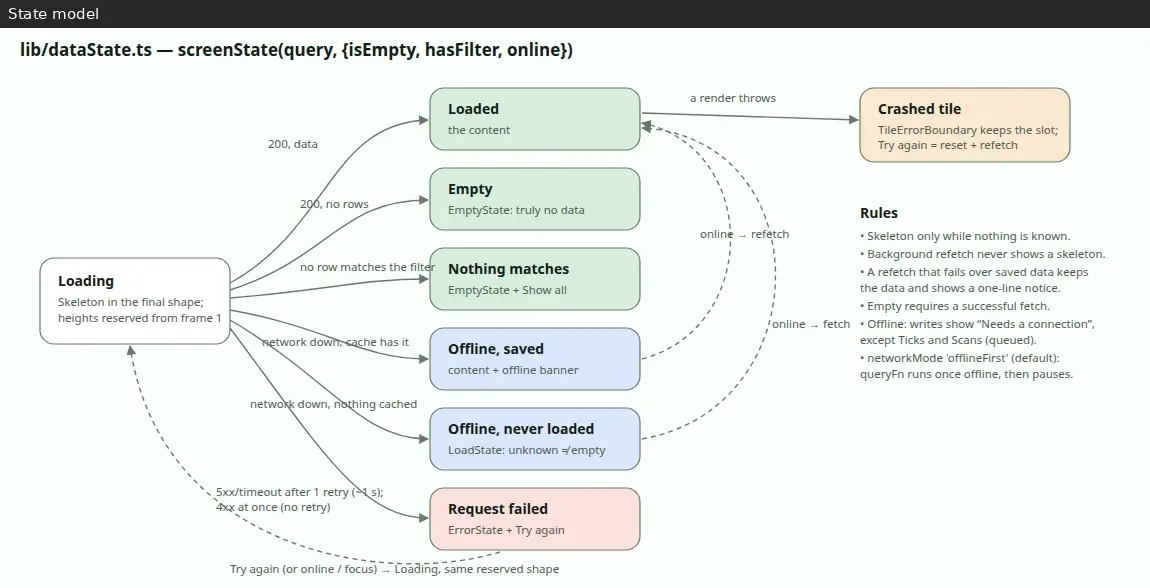 State model
lib/dataState.ts — screenState(query, {isEmpty, hasFilter, online})
Loading
Skeleton in the final shape;
heights reserved from frame 1
200, data
200, no rows
no row matches the filter
network down, cache has it
network down, nothing cached
5xx/timeout after 1 retry (~1 s);
4xx at once (no retry)
Try again (or online / focus) → Loading, same reserved shape
Loaded
the content
Empty
EmptyState: truly no data
Nothing matches
EmptyState + Show all
Offline, saved
content + offline banner
Offline, never loaded
LoadState: unknown ≠ empty
Request failed
ErrorState + Try again
a render throws
online → refetch
online → fetch
Crashed tile
TileErrorBoundary keeps the slot;
Try again = reset + refetch
Rules
• Skeleton only while nothing is known.
• Background refetch never shows a skeleton.
• A refetch that fails over saved data keeps
the data and shows a one-line notice.
• Empty requires a successful fetch.
• Offline: writes show “Needs a connection”,
except Ticks and Scans (queued).
• networkMode 'offlineFirst' (default):
queryFn runs once offline, then pauses.